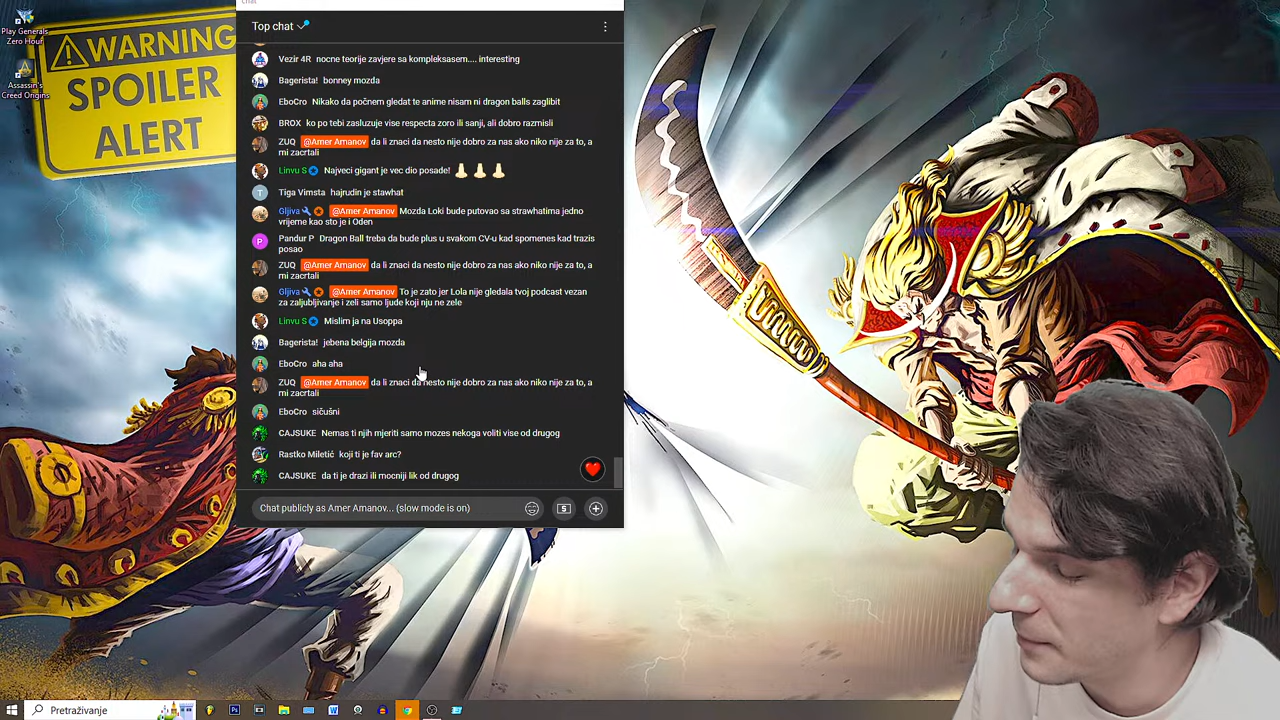 Play Generals
Zero Hour
Assassin's
Creed Origins
WARNING
SPOILER
ALERT
Chat
Top chat
Vezir 4R nocne teorije zavjere sa kompleksasem.... interesting
Bagerista! bonney mozda
EboCro Nikako da počnem gledat te anime nisam ni dragon balls zaglibit
BROX ko po tebi zasluzuje vise respecta zoro ili sanji, ali dobro razmisli
ZUQ @Amer Amanov da li znaci da nesto nije dobro za nas ako niko nije za to, a
mi zacrtali
Linvu S Najveci gigant je vec dio posade!
T Tiga Vimsta hajrudin je stawhat
Gljiva @Amer Amanov Mozda Loki bude putovao sa strawhatima jedno
vrijeme kao sto je i Oden
P Pandur P Dragon Ball treba da bude plus u svakom CV-u kad spomenes kad trazis
posao
ZUQ @Amer Amanov da li znaci da nesto nije dobro za nas ako niko nije za to, a
mi zacrtali
Gljiva @Amer Amanov To je zato jer Lola nije gledala tvoj podcast vezan
za zaljubljivanje i zeli samo ljude koji nju ne zele
Linvu S Mislim ja na Usoppa
Bagerista! jebena belgija mozda
EboCro aha aha
ZUQ @Amer Amanov da li znaci da nesto nije dobro za nas ako niko nije za to, a
mi zacrtali
EboCro sičušni
CAJSUKE Nemas ti njih mjeriti samo mozes nekoga voliti vise od drugog
Rastko Miletić koji ti je fav arc?
CAJSUKE da ti je drazi ili mocniji lik od drugog
Chat publicly as Amer Amanov... (slow mode is on)
Pretraživanje